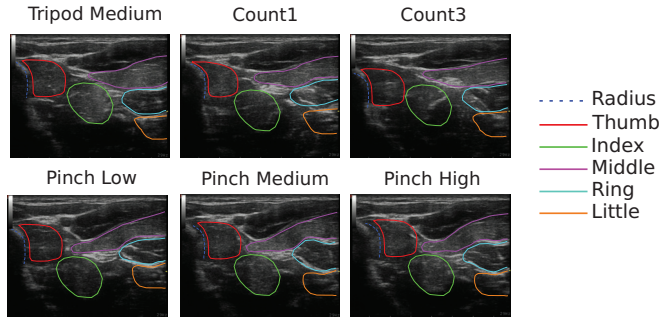 Tripod Medium
Count1
Count3
Pinch Low
Pinch Medium
Pinch High
Radius
Thumb
Index
Middle
Ring
Little